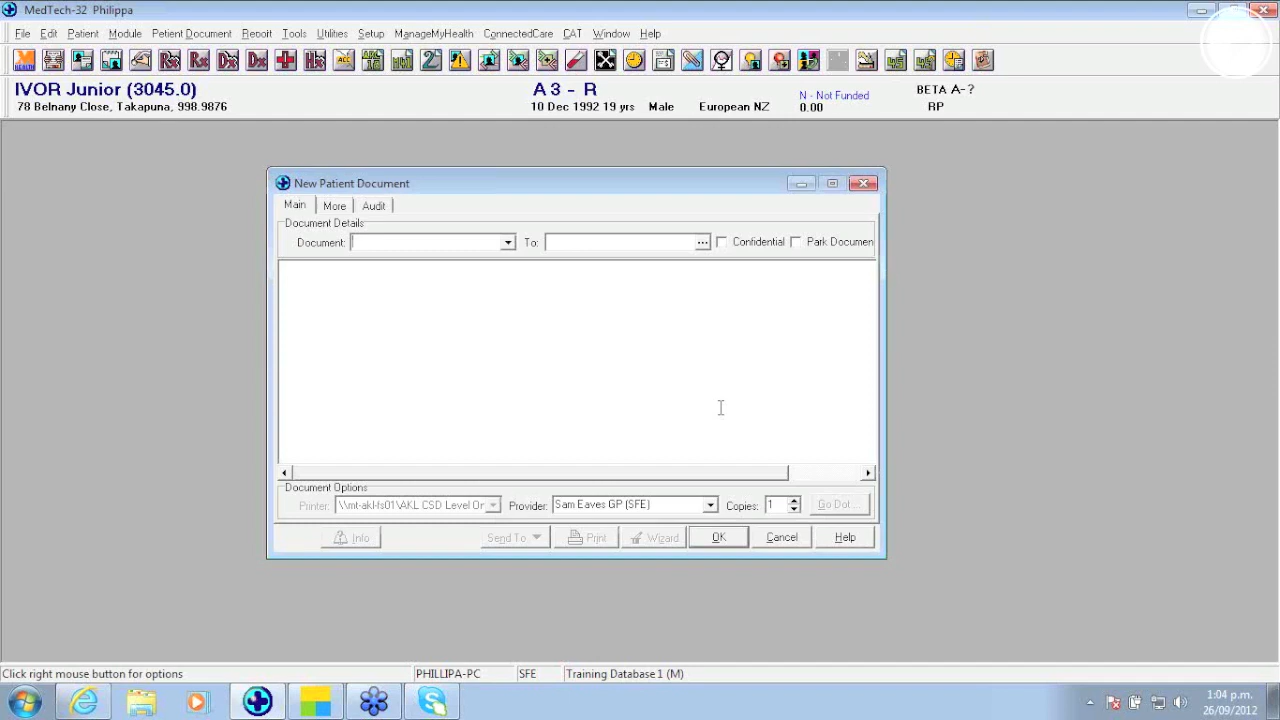 MedTech-32 Philippa
File Edit Patient Module Patient Document Report Tools Utilities Setup ManageMyHealth ConnectedCare CAT Window Help
IVOR Junior (3045.0) A 3 - R N - Not Funded BETA A-?
78 Belnany Close, Takapuna, 998.9876 10 Dec 1992 19 yrs Male European NZ 0.00 RP
New Patient Document
Main More Audit
Document Details
Document: To: ... Confidential Park Documen
Document Options
Printer: \\mt-akl-fs01\AKL CSD Level Or Provider: Sam Eaves GP (SFE) Copies: 1 Go Dot...
Info Send To Print Wizard OK Cancel Help
Click right mouse button for options PHILLIPA-PC SFE Training Database1 (M)
1:04 p.m.
26/09/2012